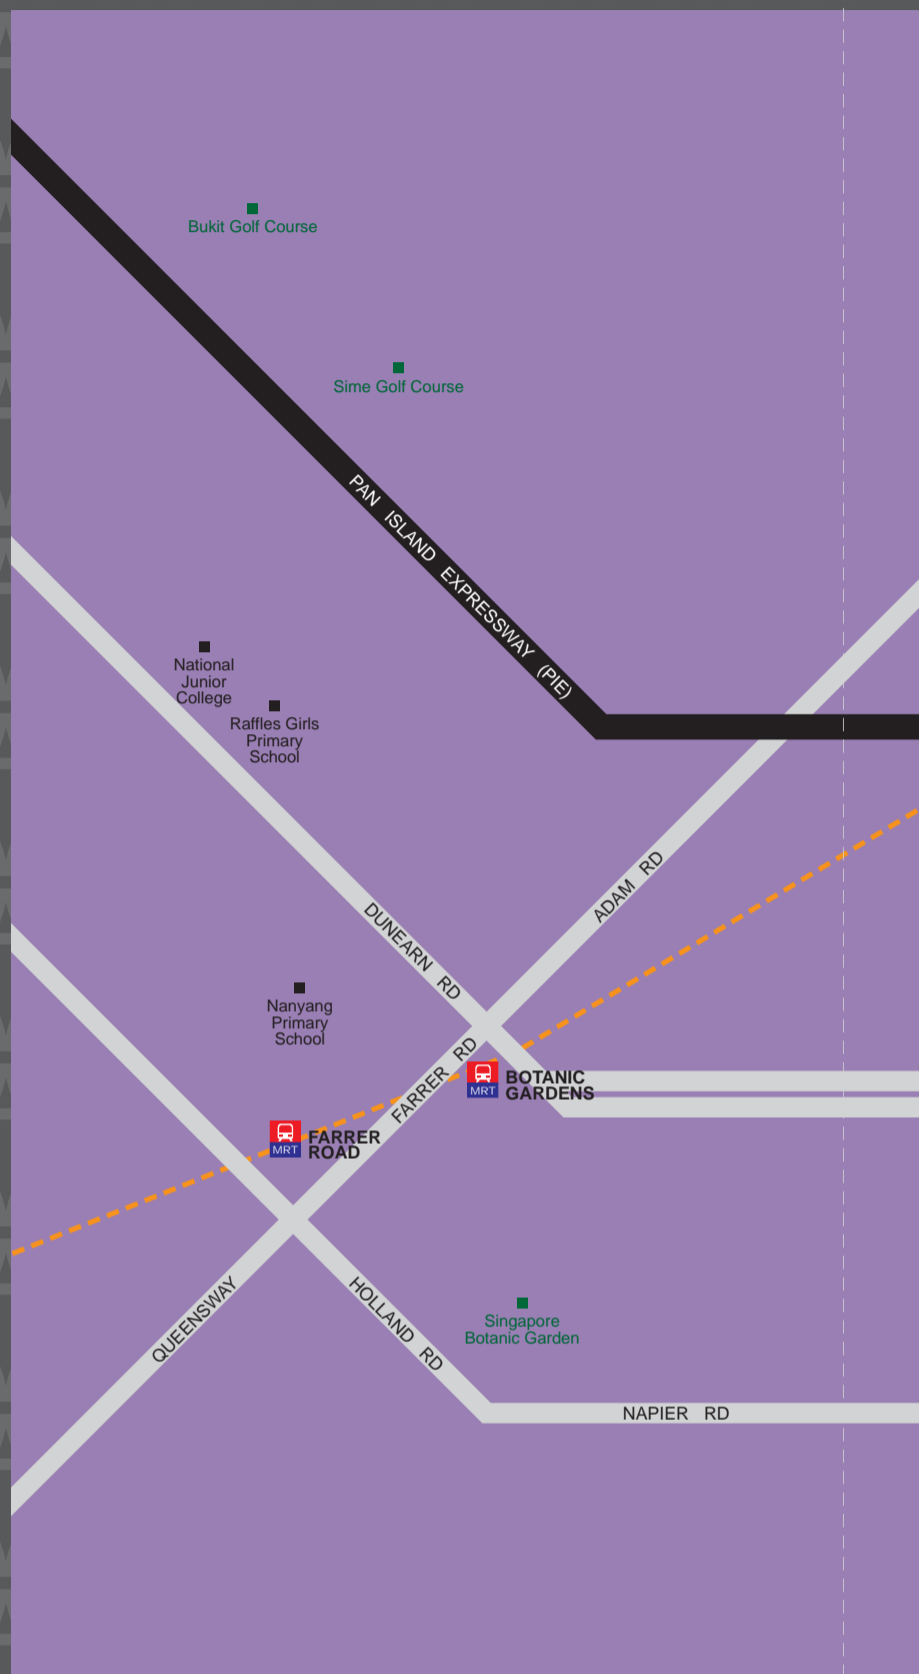 Bukit Golf Course
Sime Golf Course
PAN ISLAND EXPRESSWAY (PIE)
National
Junior
College
Raffles Girls
Primary
School
ADAM RD
DUNEARN RD
Nanyang
Primary
School
FARRER RD
MRT
BOTANIC
GARDENS
MRT
FARRER
ROAD
QUEENSWAY
HOLLAND RD
Singapore
Botanic Garden
NAPIER RD